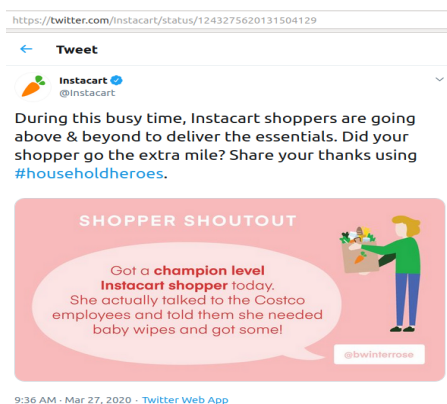 https://twitter.com/Instacart/status/1243275620131504129
Tweet
Instacart
@Instacart
During this busy time, Instacart shoppers are going
above & beyond to deliver the essentials. Did your
shopper go the extra mile? Share your thanks using
#householdheroes.
SHOPPER SHOUTOUT
Got a champion level
Instacart shopper today.
She actually talked to the Costco
employees and told them she needed
baby wipes and got some!
@bwinterrose
9:36 AM · Mar 27, 2020 · Twitter Web App